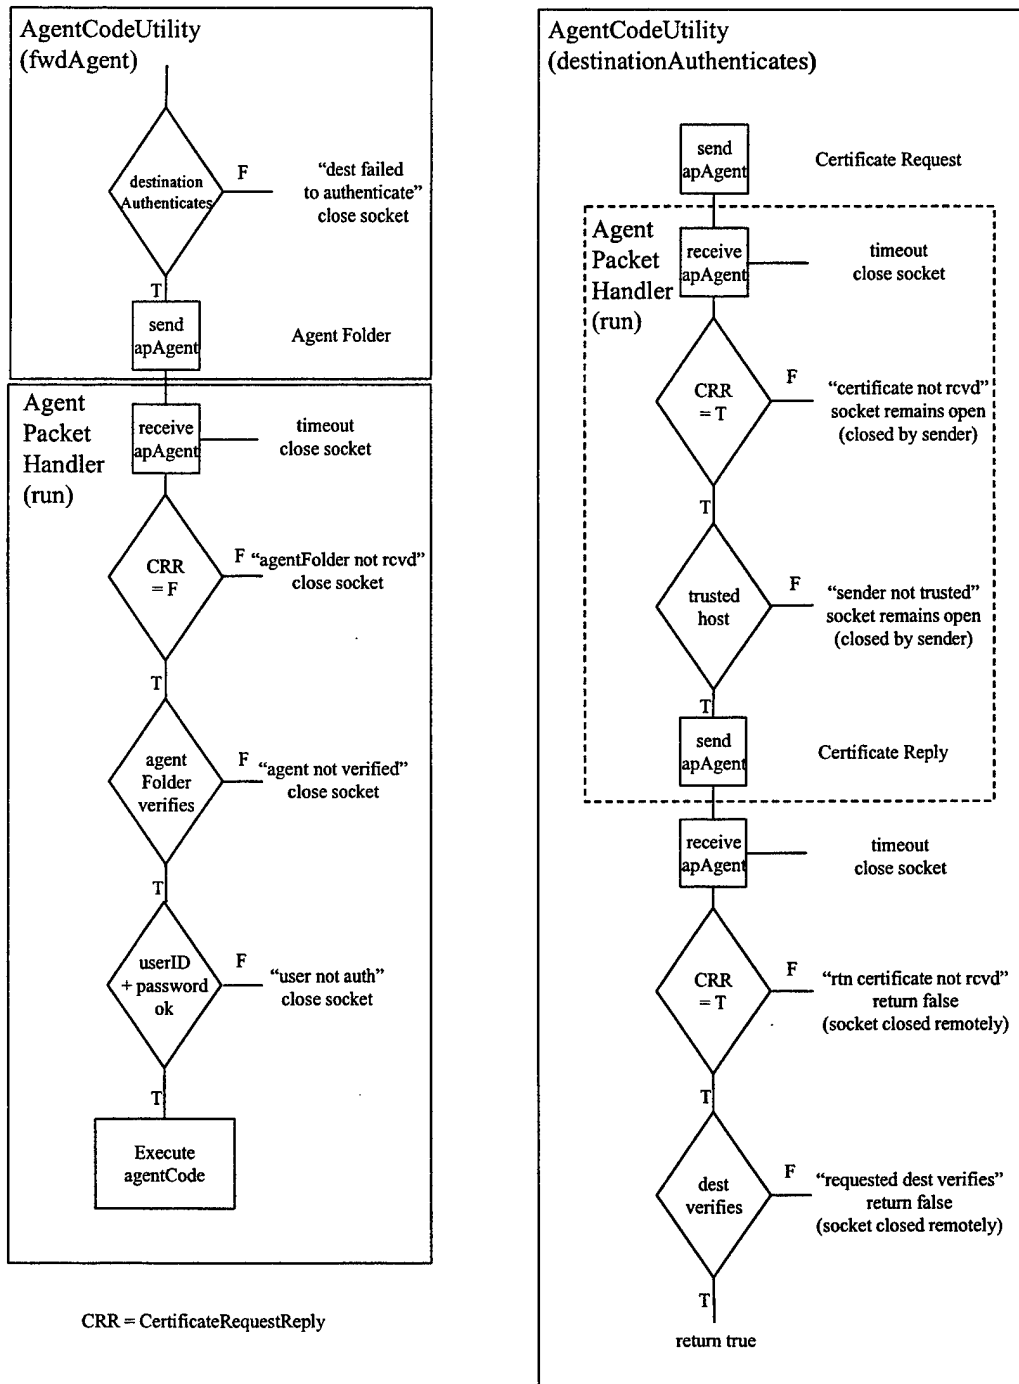 AgentCodeUtility
(fwdAgent)
destination
Authenticates
F
“dest failed
to authenticate”
close socket
T
send
apAgent
Agent Folder
Agent
Packet
Handler
(run)
receive
apAgent
timeout
close socket
CRR
= F
F “agentFolder not rcvd”
close socket
T
agent
Folder
verifies
F
“agent not verified”
close socket
T
userID
+ password
ok
F
“user not auth”
close socket
T
Execute
agentCode
CRR = CertificateRequestReply
AgentCodeUtility
(destinationAuthenticates)
send
apAgent
Certificate Request
Agent
Packet
Handler
(run)
receive
apAgent
timeout
close socket
CRR
= T
F
“certificate not rcvd”
socket remains open
(closed by sender)
T
trusted
host
F
“sender not trusted”
socket remains open
(closed by sender)
T
send
apAgent
Certificate Reply
receive
apAgent
timeout
close socket
CRR
= T
F
“rtn certificate not rcvd”
return false
(socket closed remotely)
T
dest
verifies
F
“requested dest verifies”
return false
(socket closed remotely)
T
return true